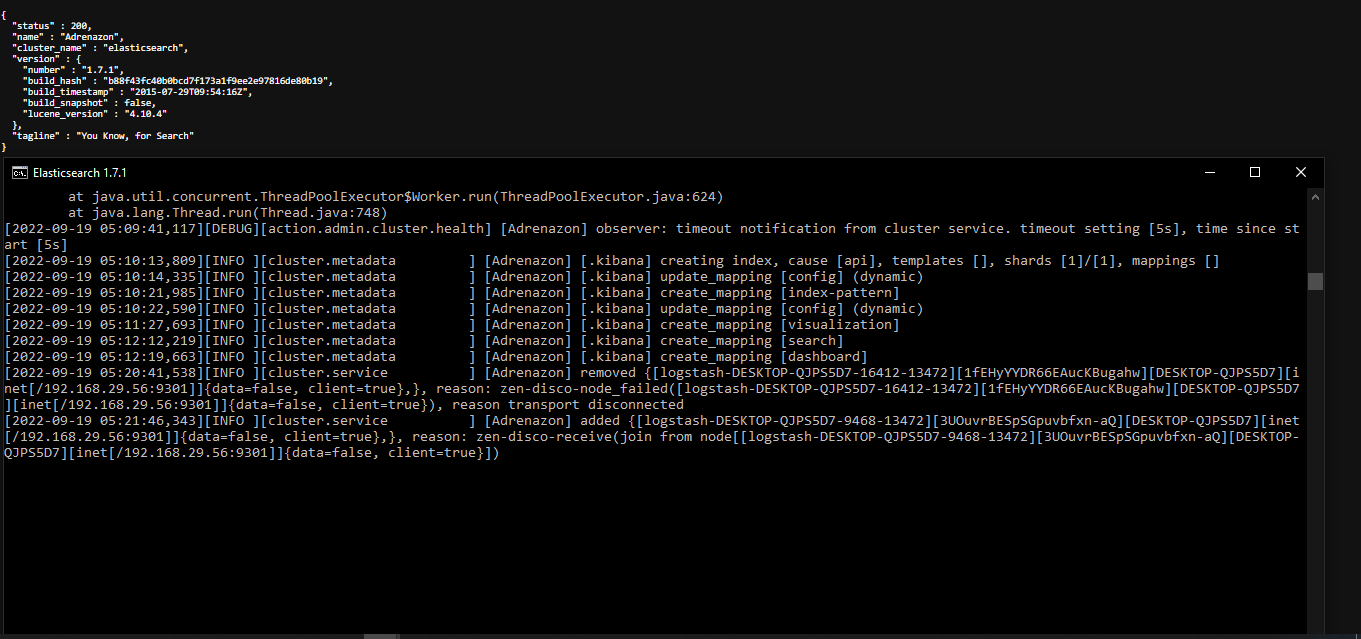 {
  "status" : 200,
  "name" : "Adrenazon",
  "cluster_name" : "elasticsearch",
  "version" : {
    "number" : "1.7.1",
    "build_hash" : "b88f43fc40b0bcd7f173a1f9ee2e97816de80b19",
    "build_timestamp" : "2015-07-29T09:54:16Z",
    "build_snapshot" : false,
    "lucene_version" : "4.10.4"
  },
  "tagline" : "You Know, for Search"
}
Elasticsearch 1.7.1
        at java.util.concurrent.ThreadPoolExecutor$Worker.run(ThreadPoolExecutor.java:624)
        at java.lang.Thread.run(Thread.java:748)
[2022-09-19 05:09:41,117][DEBUG][action.admin.cluster.health] [Adrenazon] observer: timeout notification from cluster service. timeout setting [5s], time since st
art [5s]
[2022-09-19 05:10:13,809][INFO ][cluster.metadata         ] [Adrenazon] [.kibana] creating index, cause [api], templates [], shards [1]/[1], mappings []
[2022-09-19 05:10:14,335][INFO ][cluster.metadata         ] [Adrenazon] [.kibana] update_mapping [config] (dynamic)
[2022-09-19 05:10:21,985][INFO ][cluster.metadata         ] [Adrenazon] [.kibana] create_mapping [index-pattern]
[2022-09-19 05:10:22,590][INFO ][cluster.metadata         ] [Adrenazon] [.kibana] update_mapping [config] (dynamic)
[2022-09-19 05:11:27,693][INFO ][cluster.metadata         ] [Adrenazon] [.kibana] create_mapping [visualization]
[2022-09-19 05:12:12,219][INFO ][cluster.metadata         ] [Adrenazon] [.kibana] create_mapping [search]
[2022-09-19 05:12:19,663][INFO ][cluster.metadata         ] [Adrenazon] [.kibana] create_mapping [dashboard]
[2022-09-19 05:20:41,538][INFO ][cluster.service          ] [Adrenazon] removed {[logstash-DESKTOP-QJPS5D7-16412-13472][1fEHyYYDR66EAucKBugahw][DESKTOP-QJPS5D7][i
net[/192.168.29.56:9301]]{data=false, client=true},}, reason: zen-disco-node_failed([logstash-DESKTOP-QJPS5D7-16412-13472][1fEHyYYDR66EAucKBugahw][DESKTOP-QJPS5D7
][inet[/192.168.29.56:9301]]{data=false, client=true}), reason transport disconnected
[2022-09-19 05:21:46,343][INFO ][cluster.service          ] [Adrenazon] added {[logstash-DESKTOP-QJPS5D7-9468-13472][3UOuvrBESpSGpuvbfxn-aQ][DESKTOP-QJPS5D7][inet
[/192.168.29.56:9301]]{data=false, client=true},}, reason: zen-disco-receive(join from node[[logstash-DESKTOP-QJPS5D7-9468-13472][3UOuvrBESpSGpuvbfxn-aQ][DESKTOP-
QJPS5D7][inet[/192.168.29.56:9301]]{data=false, client=true}])